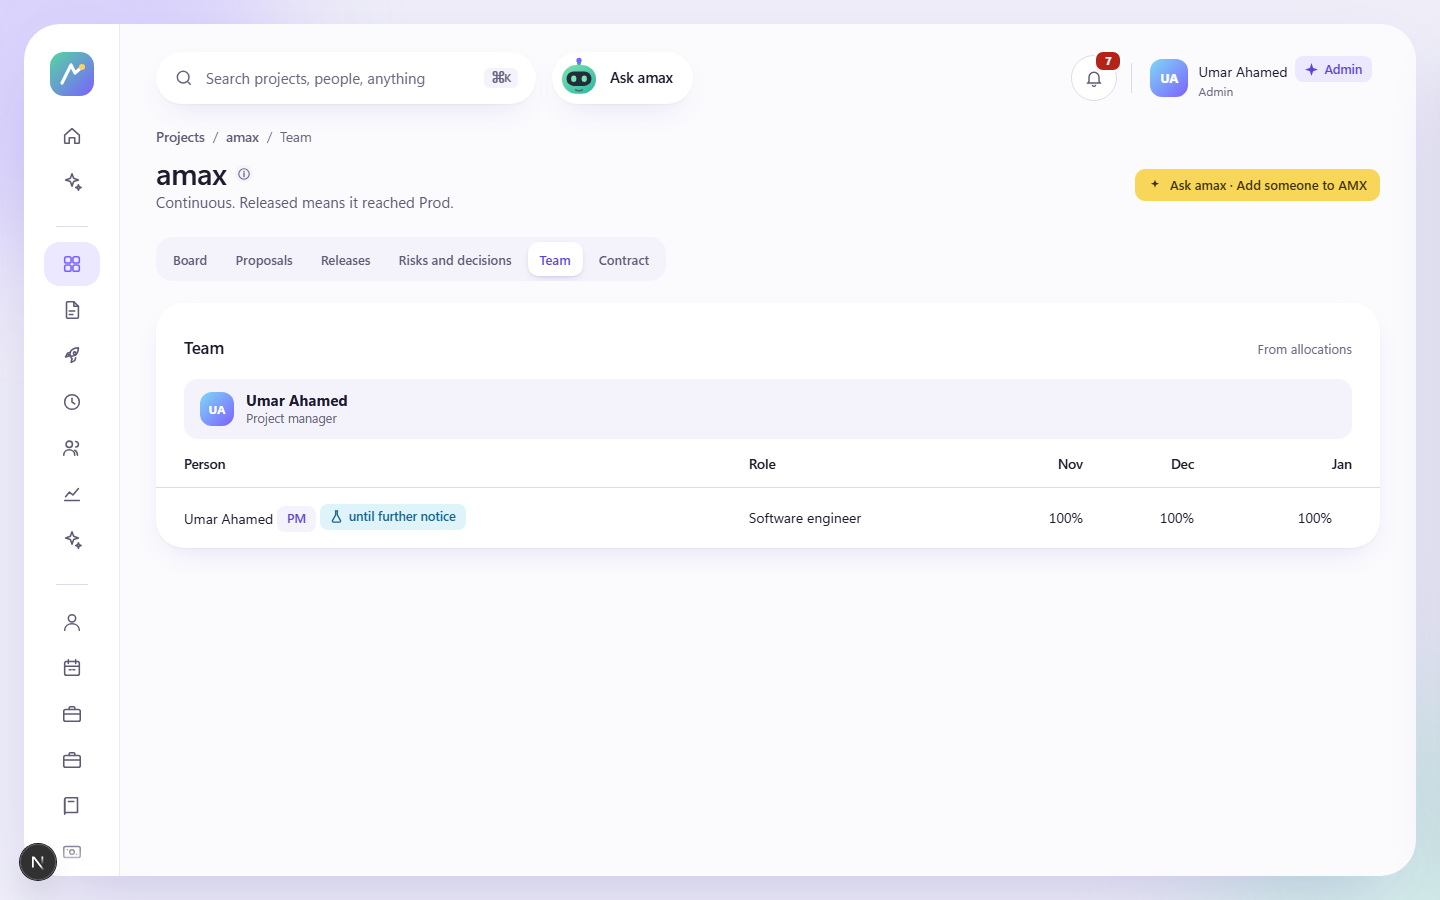 Search projects, people, anything
⌘K
Ask amax
7
UA
Umar Ahamed
Admin
Admin
Projects / amax / Team
amax
Continuous. Released means it reached Prod.
Ask amax · Add someone to AMX
Board
Proposals
Releases
Risks and decisions
Team
Contract
Team
From allocations
UA
Umar Ahamed
Project manager
Person Role Nov Dec Jan
Umar Ahamed PM until further notice Software engineer 100% 100% 100%
N